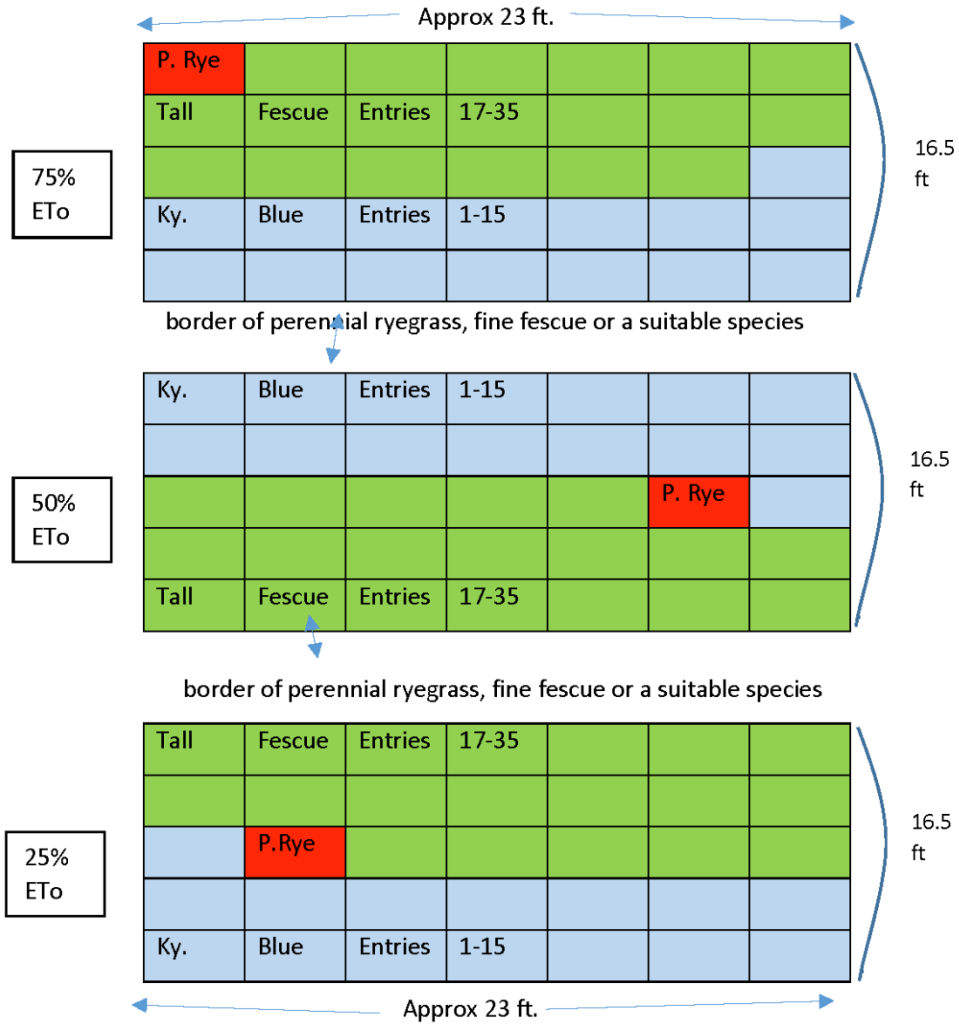 Approx 23 ft.
P. Rye
Tall Fescue Entries 17-35
75%
ETo
16.5
ft
Ky. Blue Entries 1-15
border of perennial ryegrass, fine fescue or a suitable species
Ky. Blue Entries 1-15
16.5
ft
50%
ETo
P. Rye
Tall Fescue Entries 17-35
border of perennial ryegrass, fine fescue or a suitable species
Tall Fescue Entries 17-35
16.5
ft
25%
ETo
P.Rye
Ky. Blue Entries 1-15
Approx 23 ft.